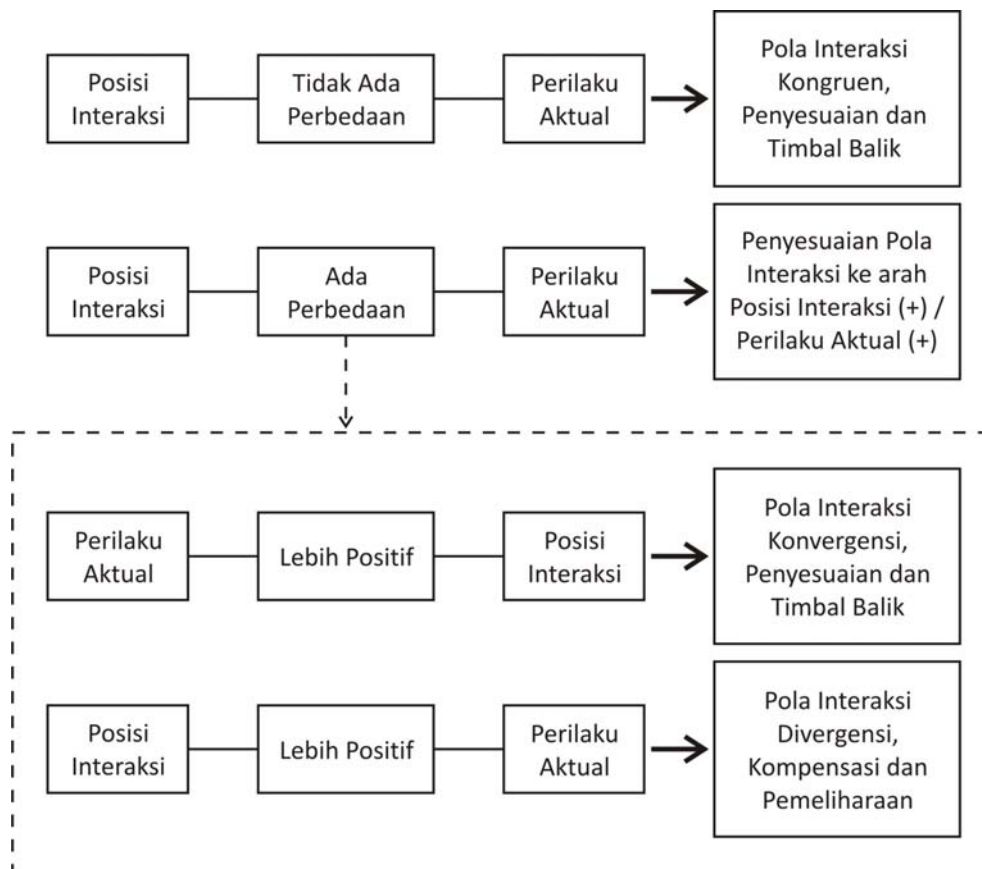 Posisi
Interaksi
Tidak Ada
Perbedaan
Perilaku
Aktual
Pola Interaksi
Kongruen,
Penyesuaian dan
Timbal Balik
Posisi
Interaksi
Ada
Perbedaan
Perilaku
Aktual
Penyesuaian Pola
Interaksi ke arah
Posisi Interaksi (+) /
Perilaku Aktual (+)
Perilaku
Aktual
Lebih Positif
Posisi
Interaksi
Pola Interaksi
Konvergensi,
Penyesuaian dan
Timbal Balik
Posisi
Interaksi
Lebih Positif
Perilaku
Aktual
Pola Interaksi
Divergensi,
Kompensasi dan
Pemeliharaan